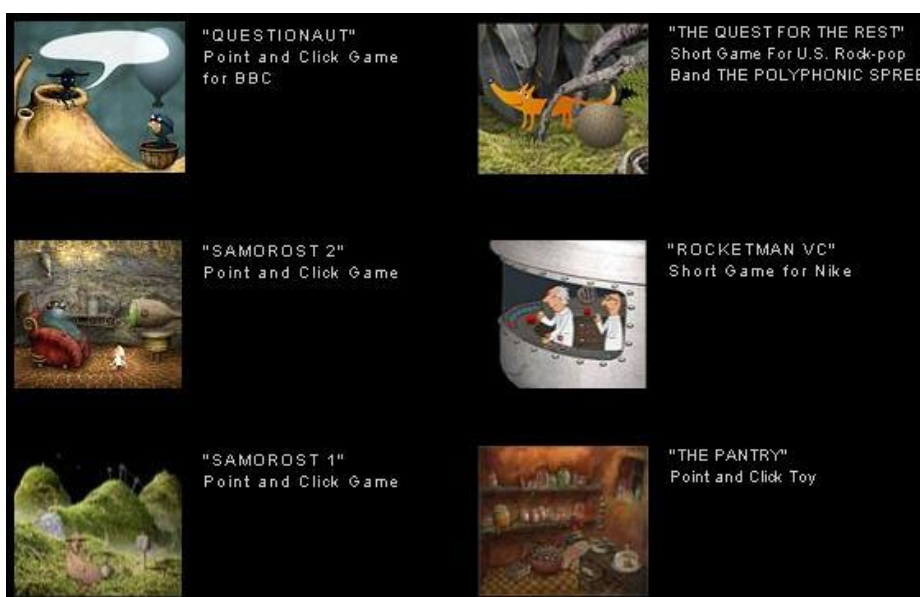 "QUESTIONAUT"
Point and Click Game
for BBC
"THE QUEST FOR THE REST"
Short Game For U.S. Rock-pop
Band THE POLYPHONIC SPREE
"SAMOROST 2"
Point and Click Game
"ROCKETMAN VC"
Short Game for Nike
"SAMOROST 1"
Point and Click Game
"THE PANTRY"
Point and Click Toy